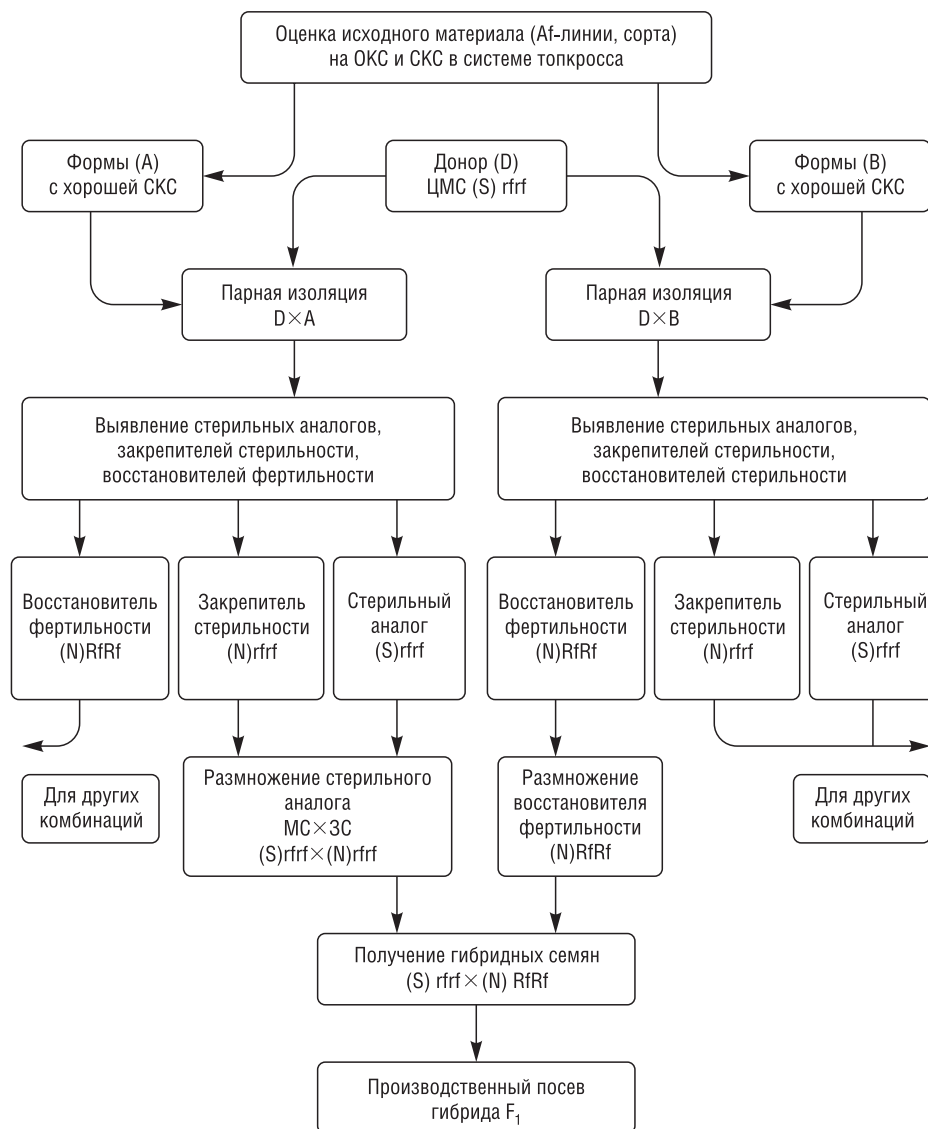 Оценка исходного материала (Af-линии, сорта)
на ОКС и СКС в системе топкросса
Формы (A)
с хорошей СКС
Донор (D)
ЦМС (S) rfrf
Формы (B)
с хорошей СКС
Парная изоляция
D×A
Парная изоляция
D×B
Выявление стерильных аналогов,
закрепителей стерильности,
восстановителей фертильности
Выявление стерильных аналогов,
закрепителей стерильности,
восстановителей стерильности
Восстановитель
фертильности
(N)RfRf
Закрепитель
стерильности
(N)rfrf
Стерильный
аналог
(S)rfrf
Восстановитель
фертильности
(N)RfRf
Закрепитель
стерильности
(N)rfrf
Стерильный
аналог
(S)rfrf
Для других
комбинаций
Размножение стерильного
аналога
МС×ЗС
(S)rfrf×(N)rfrf
Размножение
восстановителя
фертильности
(N)RfRf
Для других
комбинаций
Получение гибридных семян
(S) rfrf×(N) RfRf
Производственный посев
гибрида F₁